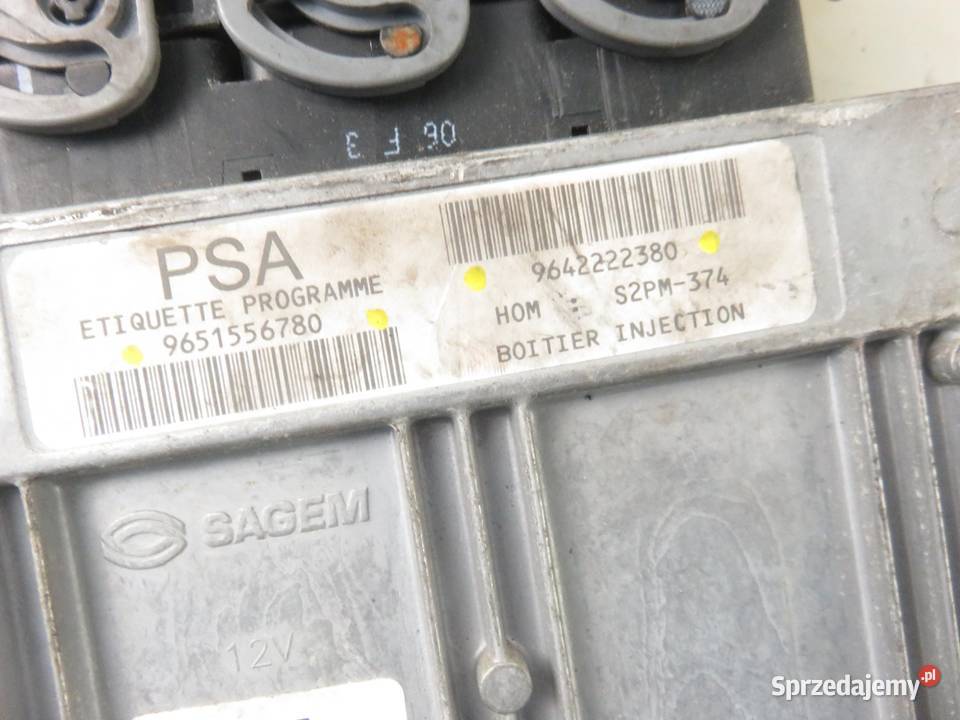 06 F 3
PSA
ETIQUETTE PROGRAMME
9651556780
9642222380
HOM : S2PM-374
BOITIER INJECTION
SAGEM
12V
Sprzedajemy.pl